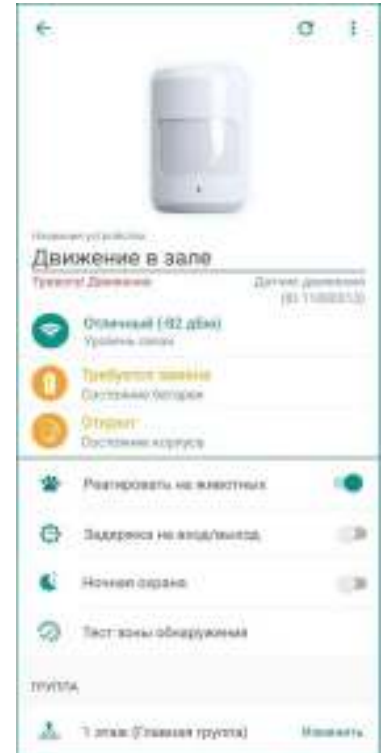 Название устройства
Движение в зале
Тревога! Движение
Датчик движения
Отличный (-82 дБм)
Уровень связи
Требуется замена
Состояние батареи
Открыт
Состояние корпуса
Реагировать на животных
Задержка на вход/выход
Ночная охрана
Тест зоны обнаружения
ГРУППА
1 этаж (Главная группа)
Изменить